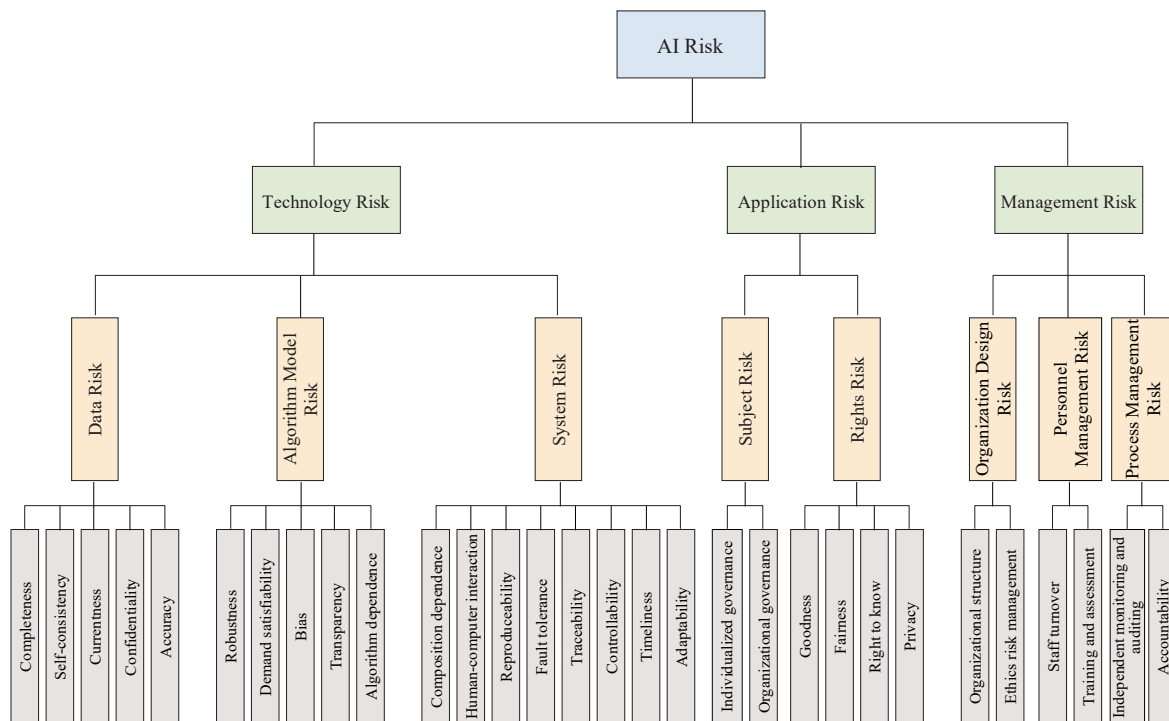 AI Risk
Technology Risk
Application Risk
Management Risk
Data Risk
Algorithm Model
Risk
System Risk
Subject Risk
Rights Risk
Organization Design
Risk
Personnel
Management Risk
Process Management
Risk
Completeness
Self-consistency
Currentness
Confidentiality
Accuracy
Robustness
Demand satisfiability
Bias
Transparency
Algorithm dependence
Composition dependence
Human-computer interaction
Reproduceability
Fault tolerance
Traceability
Controllability
Timeliness
Adaptability
Individualized governance
Organizational governance
Goodness
Fairness
Right to know
Privacy
Organizational structure
Ethics risk management
Staff turnover
Training and assessment
Independent monitoring and
auditing
Accountability